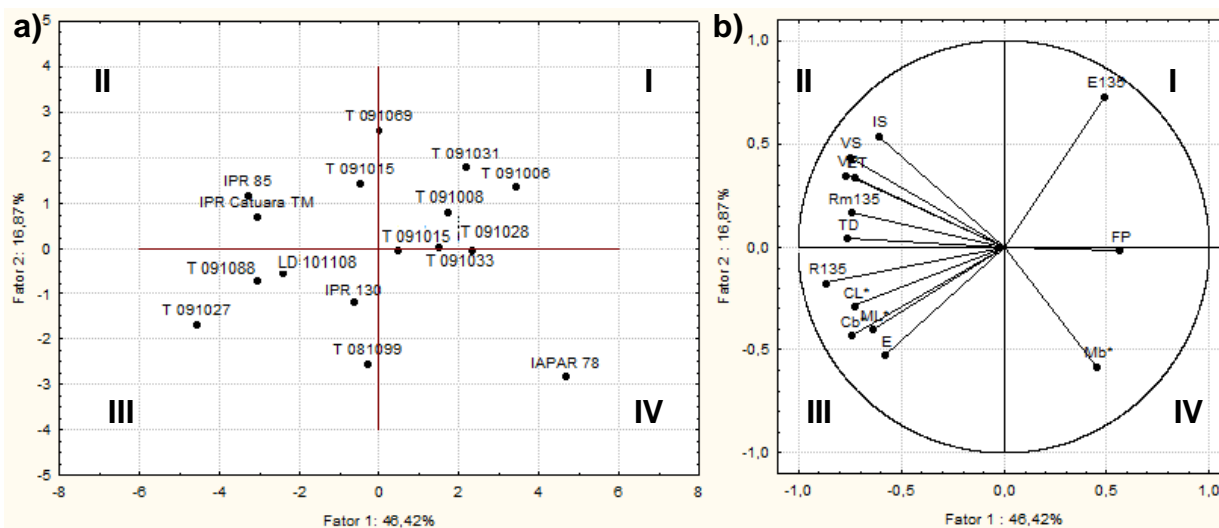 a)
5
4
3
2
1
0
-1
-2
-3
-4
-5
-8
-6
-4
-2
0
2
4
6
8
Fator 2: 16,87%
Fator 1: 46,42%
II
I
III
IV
T 091069
T 091015
T 091031
T 091006
IPR 85
IPR Catuara TM
T 091008
T 091015
T 091028
T 091033
T 091088
LD 101108
IPR 130
T 091027
T 081099
IAPAR 78
b)
1,0
0,5
0,0
-0,5
-1,0
-1,0
-0,5
0,0
0,5
1,0
Fator 2 : 16,87%
Fator 1 : 46,42%
II
I
III
IV
E135
IS
VS
VET
Rm135
TD
FP
R135
CL*
ML*
Cb*
E
Mb*